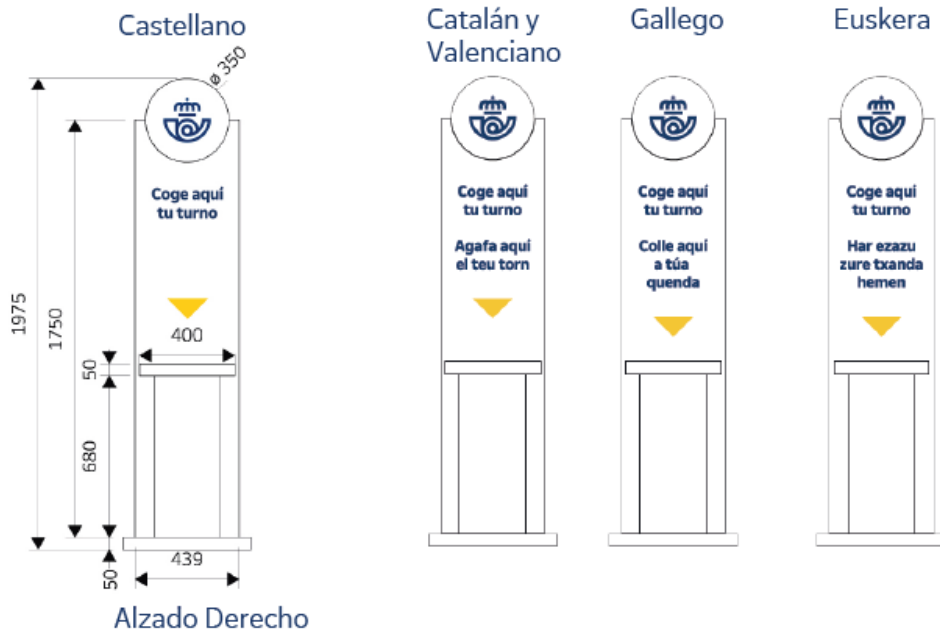 Castellano
Catalán y
Valenciano
Gallego
Euskera
ø 350
Coge aquí
tu turno
1975
1750
400
50
680
50
439
Alzado Derecho
Coge aquí
tu turno
Agafa aquí
el teu torn
Coge aquí
tu turno
Colle aquí
a túa
quenda
Coge aquí
tu turno
Har ezazu
zure txanda
hemen